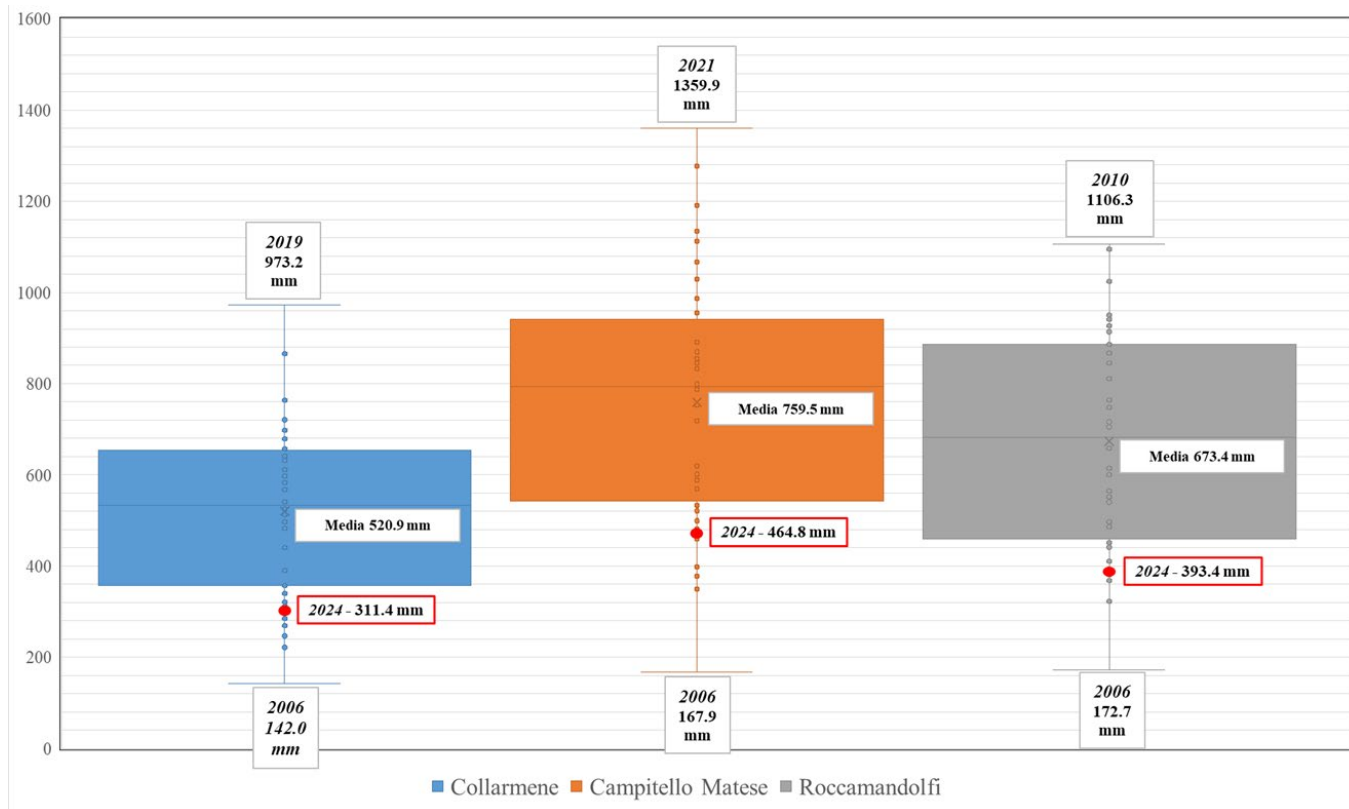 1600
1400
1200
1000
800
600
400
200
0
2019
973.2
mm
Media 520.9 mm
2024 - 311.4 mm
2006
142.0
mm
2021
1359.9
mm
Media 759.5 mm
2024 - 464.8 mm
2006
167.9
mm
2010
1106.3
mm
Media 673.4 mm
2024 - 393.4 mm
2006
172.7
mm
Collarmene Campitello Matese Roccamandolfi